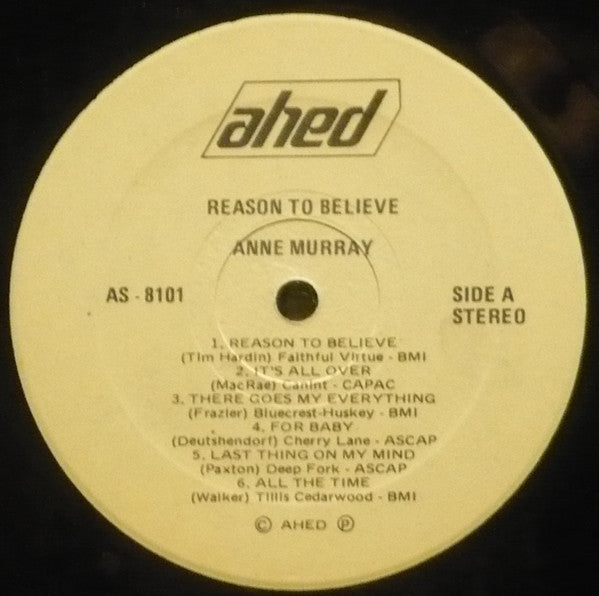 ahed
REASON TO BELIEVE
ANNE MURRAY
AS - 8101
SIDE A
STEREO
1. REASON TO BELIEVE
(Tim Hardin) Faithful Virtue - BMI
2. IT'S ALL OVER
(MacRae) Canint - CAPAC
3. THERE GOES MY EVERYTHING
(Frazier) Bluecrest-Huskey - BMI
4. FOR BABY
(Deutshendorf) Cherry Lane - ASCAP
5. LAST THING ON MY MIND
(Paxton) Deep Fork - ASCAP
6. ALL THE TIME
(Walker) Tillis Cedarwood - BMI
© AHED ℗